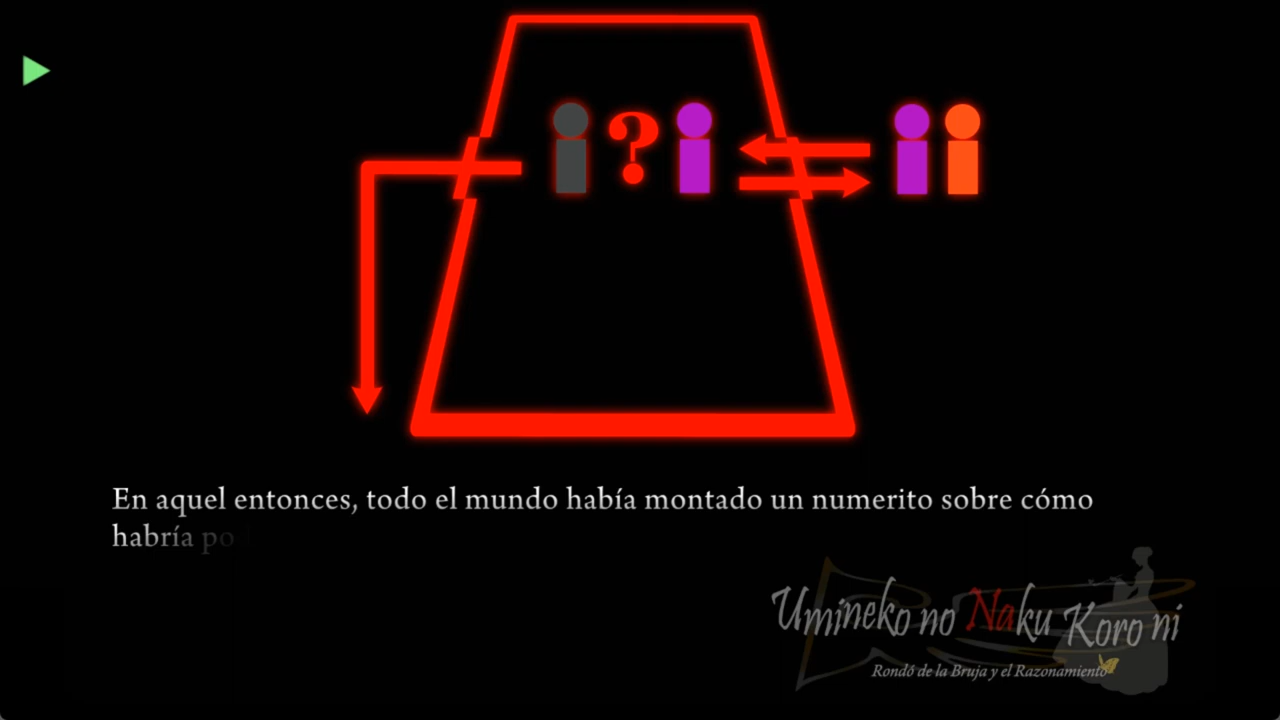 ?
En aquel entonces, todo el mundo había montado un numerito sobre cómo
habría po
Umineko no Naku Koro ni
Rondó de la Bruja y el Razonamiento